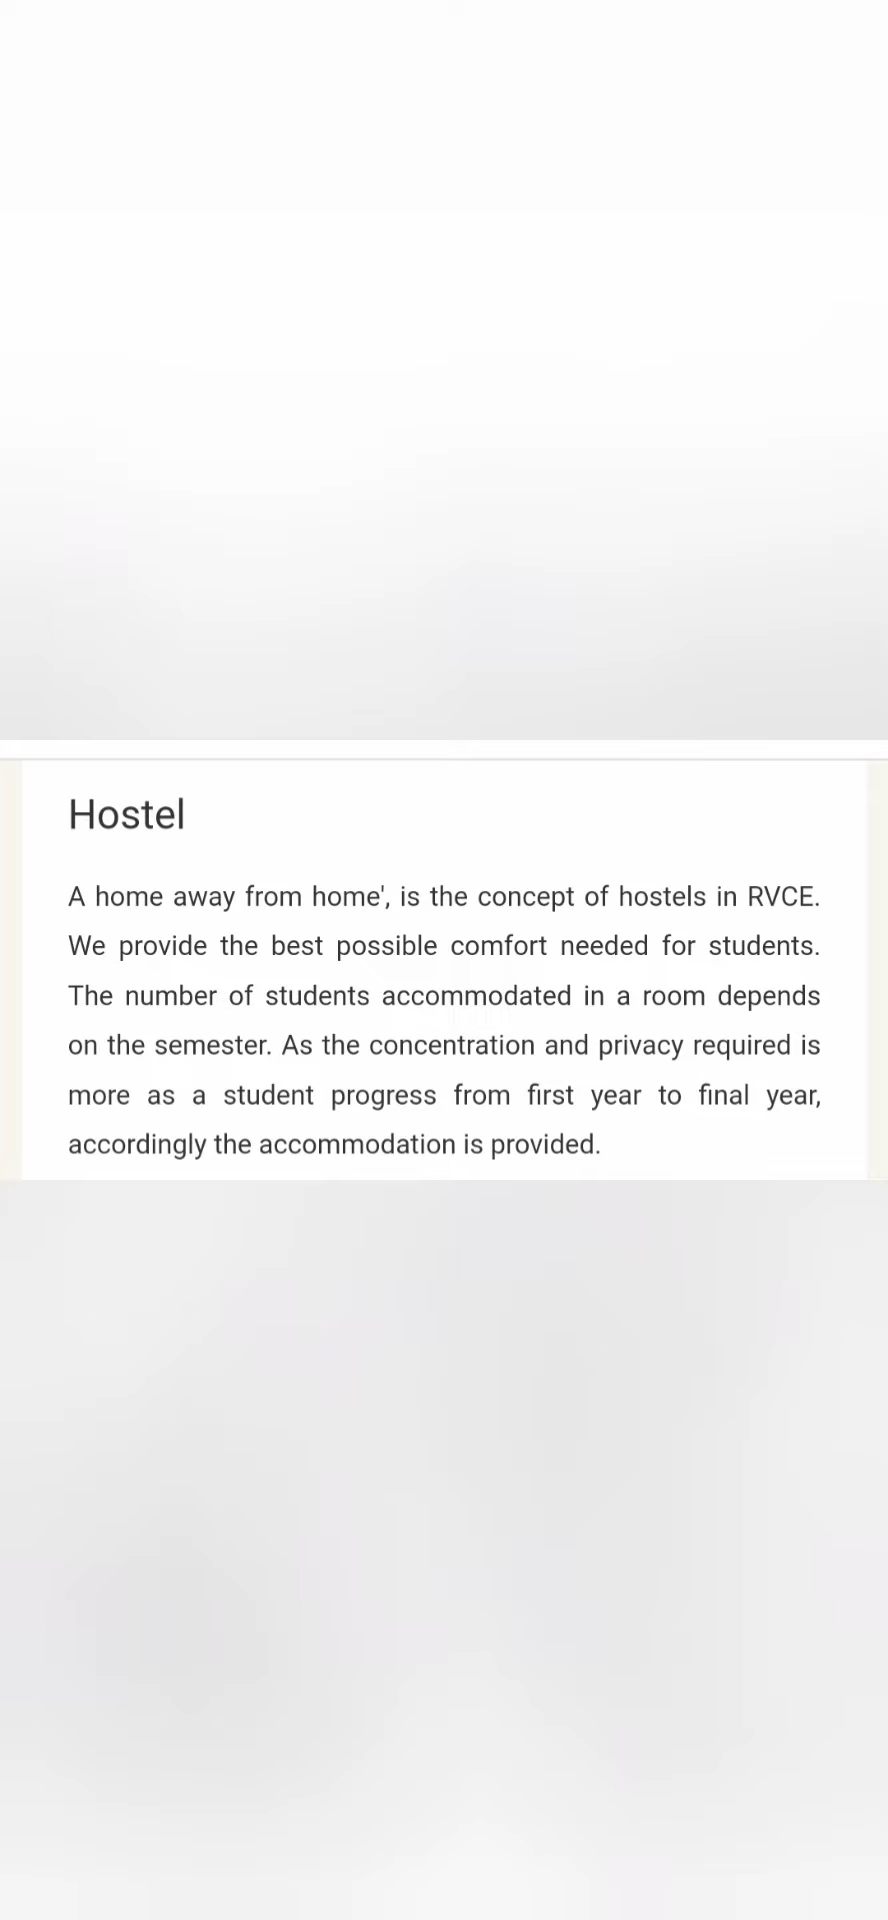 Hostel
A home away from home', is the concept of hostels in RVCE.
We provide the best possible comfort needed for students.
The number of students accommodated in a room depends
on the semester. As the concentration and privacy required is
more as a student progress from first year to final year,
accordingly the accommodation is provided.